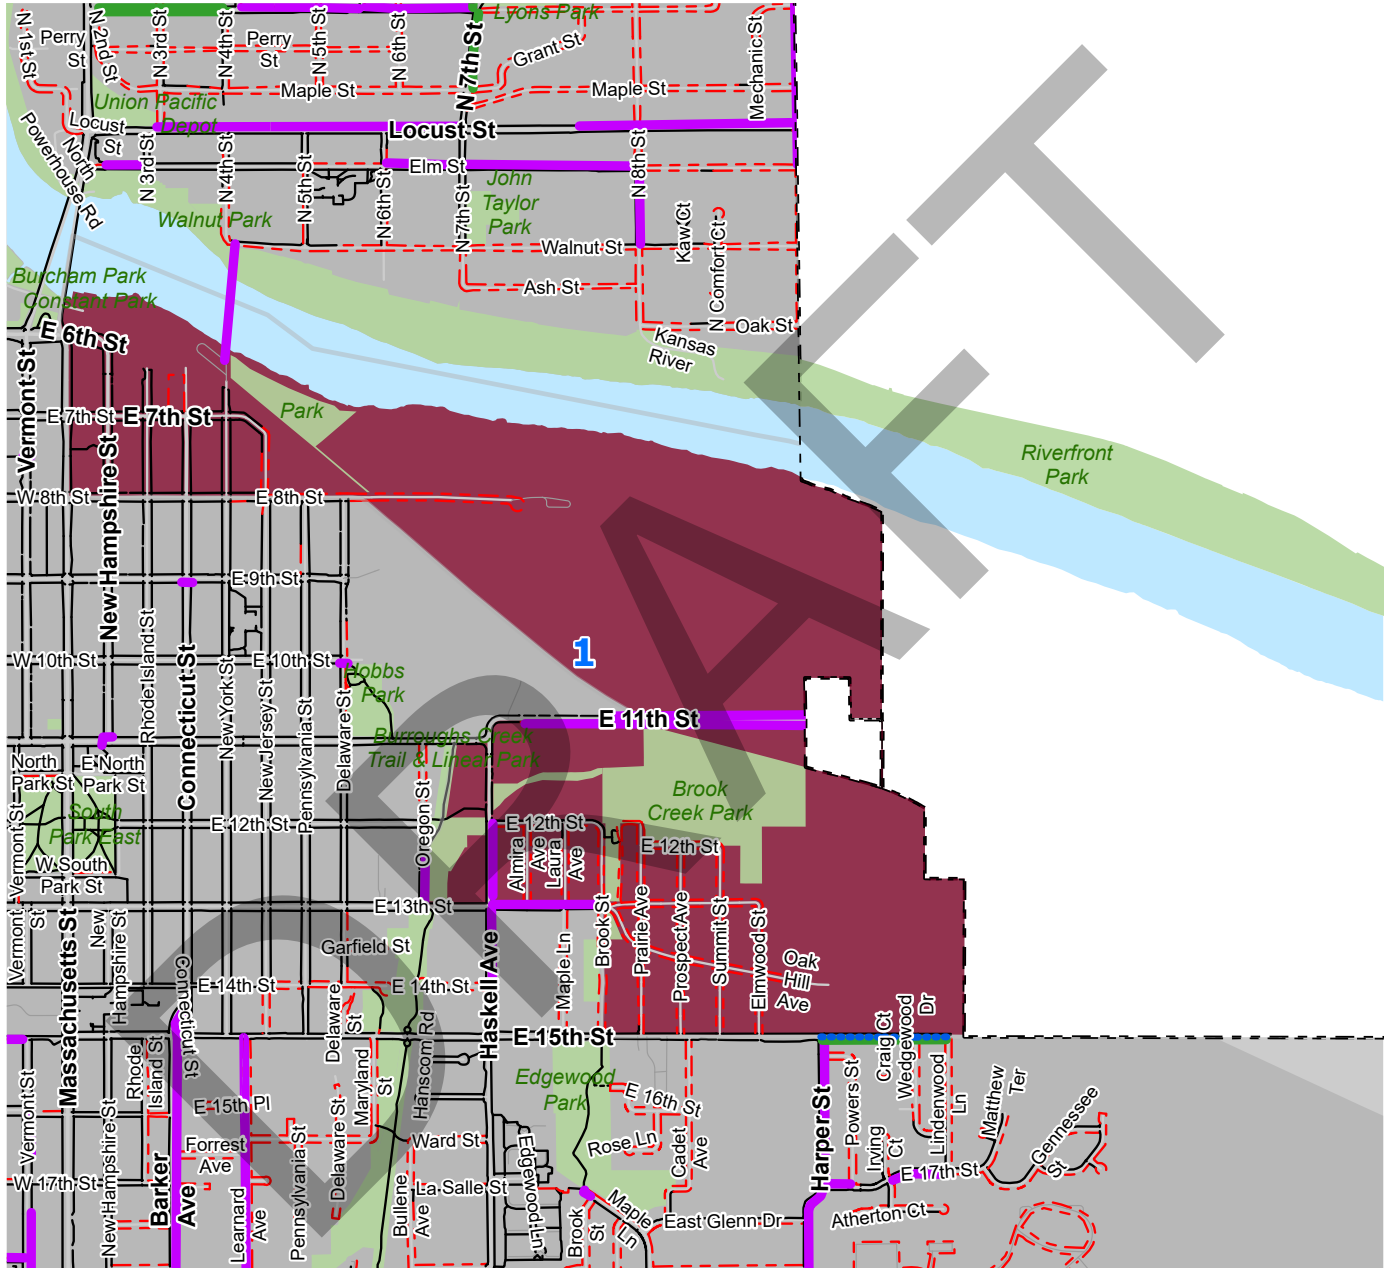 Lyons Park
N 1st St
Perry
St
N 2nd St
N 3rd St
N 4th St
Perry
St
N 5th St
N 6th St
N 7th St
Grant St
Mechanic St
Maple St
Maple St
Union Pacific
Depot
Locust
St
Locust St
Powerhouse Rd
North
N 3rd St
N 4th St
N 5th St
N 6th St
Elm St
N 7th St
John
Taylor
Park
N 8th St
Walnut Park
Walnut St
Kaw Ct
N Comfort Ct
Ash St
Oak St
Kansas
River
Burcham Park
Constant Park
E 6th St
Vermont St
E 7th St
E 7th St
Park
Riverfront
Park
New Hampshire St
W 8th St
E 8th St
E 9th St
1
W 10th St
E 10th St
Hobbs
Park
Rhode Island St
Connecticut St
New York St
New Jersey St
Pennsylvania St
Delaware St
E 11th St
Burroughs Creek
Trail & Linear Park
North
Park St
E North
Park St
Brook
Creek Park
South
Park East
Vermont St
E 12th St
Oregon St
E 12th St
E 12th St
Almira
Ave
Laura
Ave
W South
Park St
E 13th St
Vermont
St
Massachusetts St
New
Hampshire St
Garfield St
Haskell Ave
Maple Ln
Brook St
Prairie Ave
Prospect Ave
Summit St
Elmwood St
Oak
Hill
Ave
Connecticut St
E 14th St
E 14th St
Delaware
St
E 15th St
Craig Ct
Wedgewood
Dr
Rhode
Island St
Maryland
St
Hanscom Rd
Edgewood
Park
E 16th St
Vermont St
E 15th Pl
Harper St
Powers St
Irving
Ct
Lindenwood
Ln
Matthew
Ter
Gennessee
St
New Hampshire St
Forrest
Ave
Pennsylvania St
Delaware St
Ward St
Edgewood Ln
Rose Ln
Cadet
Ave
W 17th St
E 17th St
Barker
Ave
Learnard
Ave
Bullene
Ave
La Salle St
Brook
St
Maple
Ln
East Glenn Dr
Atherton Ct
DRAFT